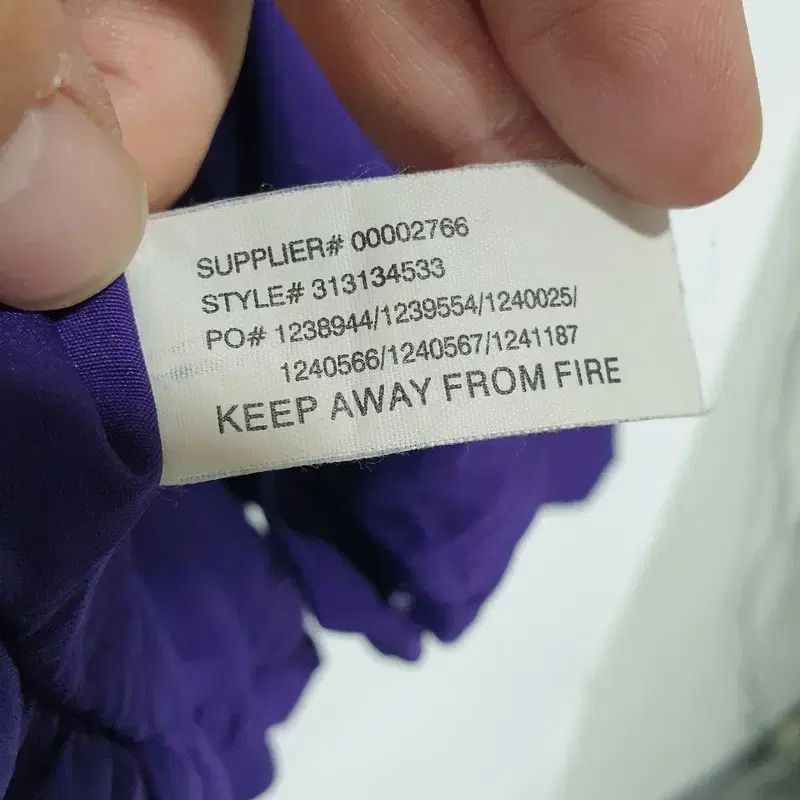 SUPPLIER# 00002766
STYLE# 313134533
PO# 1238944/1239554/1240025/
1240566/1240567/1241187
KEEP AWAY FROM FIRE